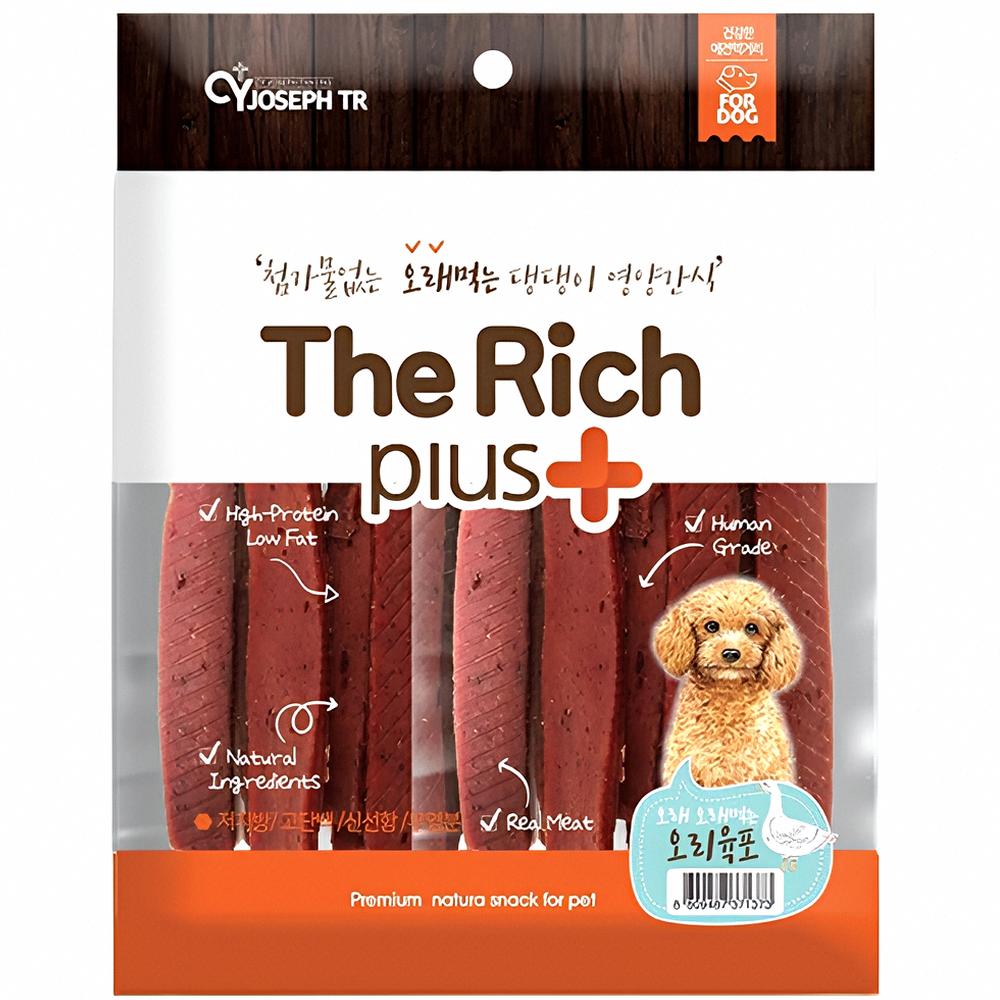 JOSEPH TR
FOR
DOG
‘첨가물없는 오래먹는 댕댕이 영양간식’
The Rich
plus
High-Protein
Low Fat
Human
Grade
Natural
Ingredients
Real Meat
저지방/고단백/신선함/무염분
오래 오래먹는
오리육포
Premium natura snack for pet